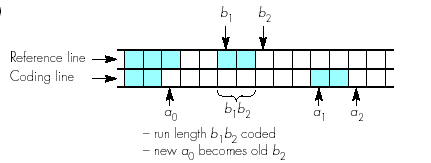 )
b₁ b₂
Reference line
Coding line
a₀ b₁b₂ a₁ a₂
– run length b₁b₂ coded
– new a₀ becomes old b₂